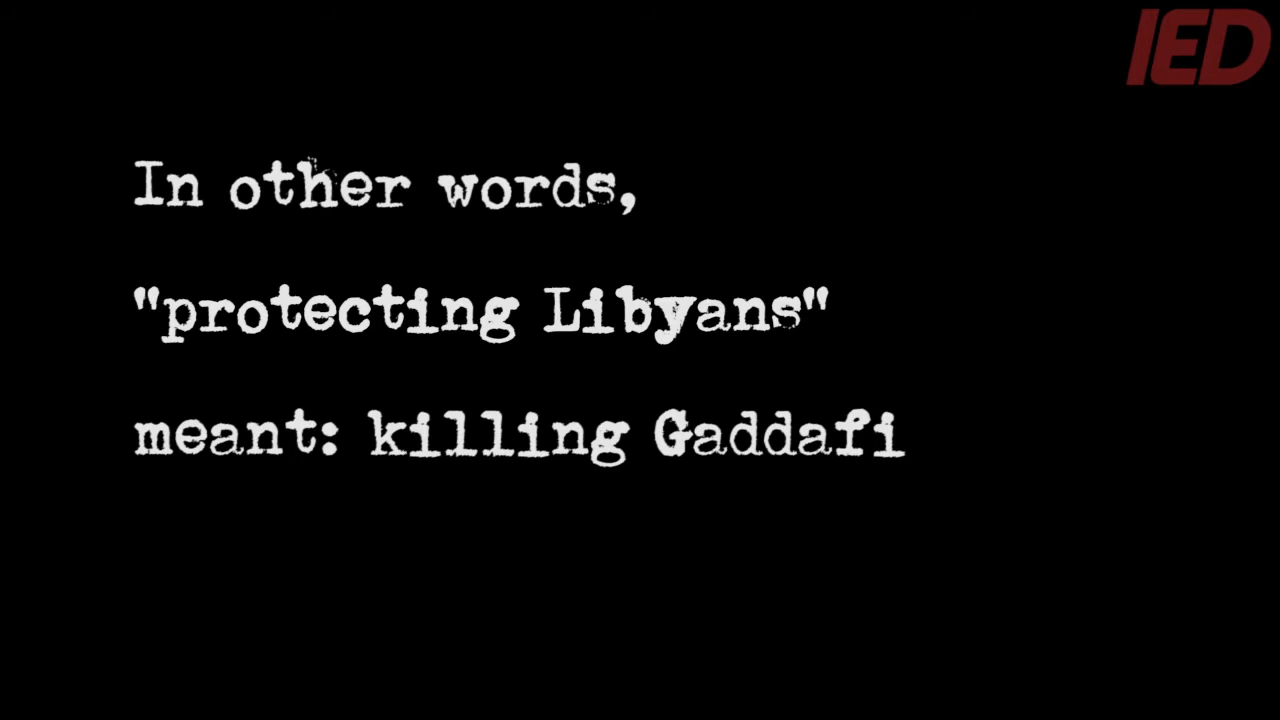 IED
In other words,
"protecting Libyans"
meant: killing Gaddafi